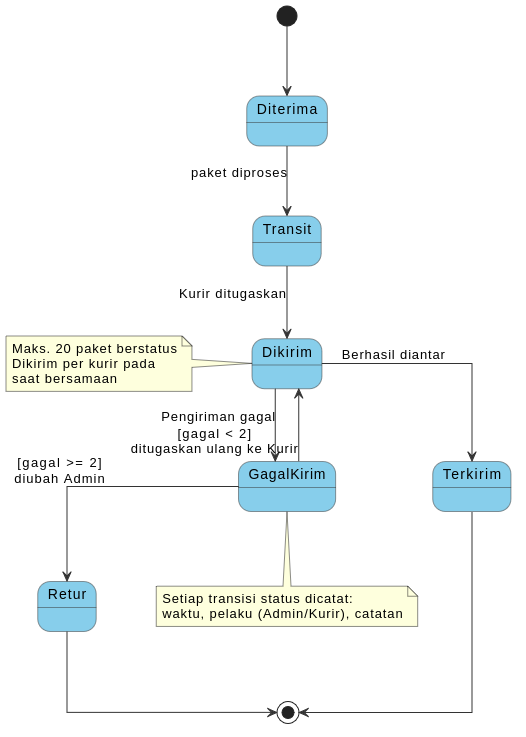 Diterima
paket diproses
Transit
Kurir ditugaskan
Maks. 20 paket berstatus
Dikirim per kurir pada
saat bersamaan
Dikirim
Berhasil diantar
Pengiriman gagal
[gagal < 2]
ditugaskan ulang ke Kurir
[gagal >= 2]
diubah Admin
GagalKirim
Terkirim
Retur
Setiap transisi status dicatat:
waktu, pelaku (Admin/Kurir), catatan